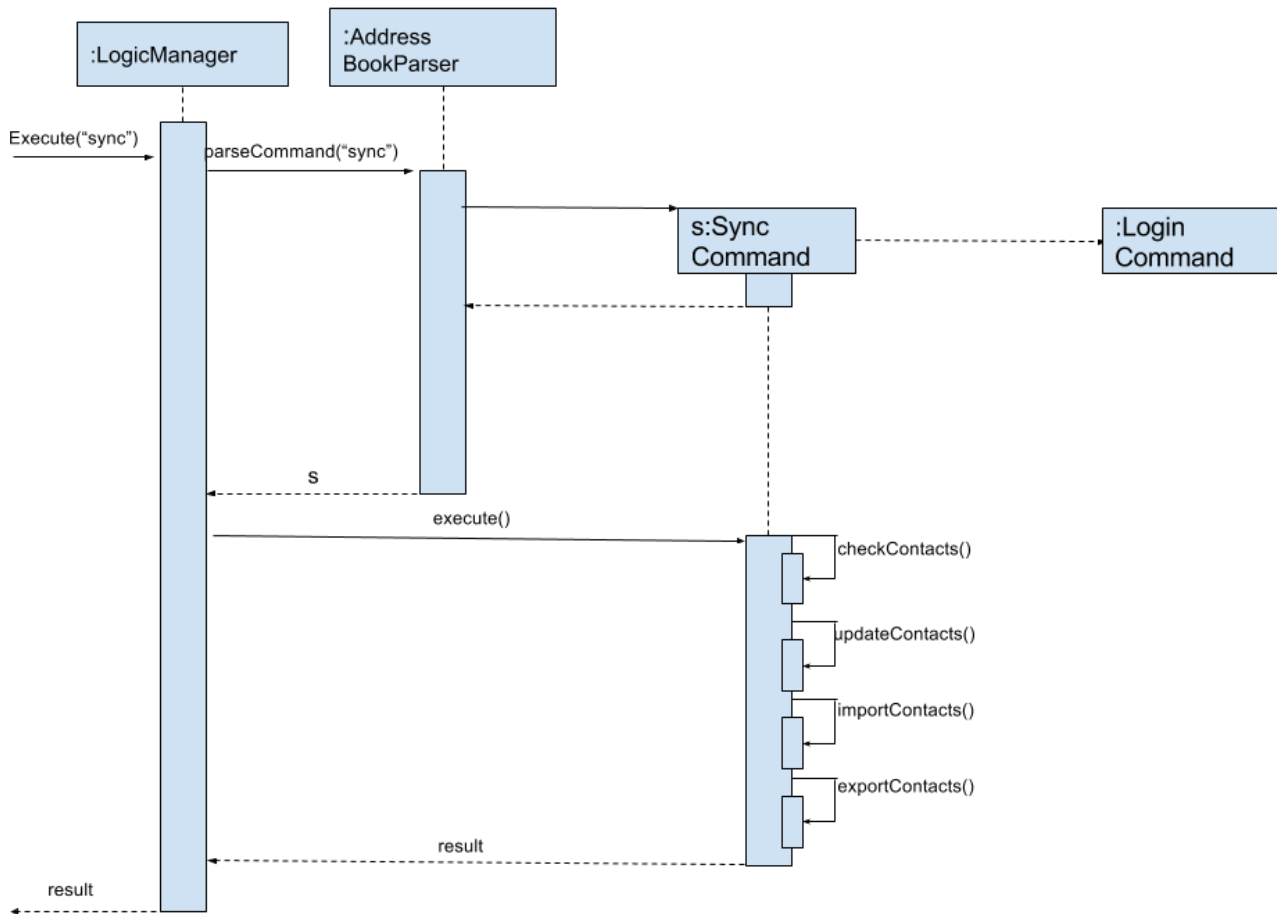 :LogicManager
:Address
BookParser
Execute(“sync”)
parseCommand(“sync”)
s:Sync
Command
:Login
Command
s
execute()
checkContacts()
updateContacts()
importContacts()
exportContacts()
result
result